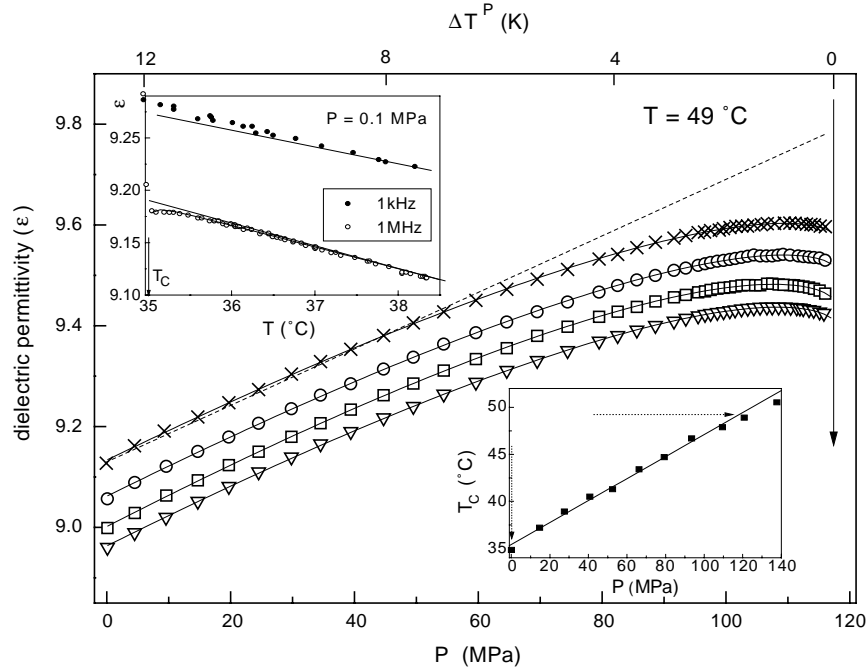 ΔT^P (K)
12 8 4 0
dielectric permittivity (ε)
9.8
9.6
9.4
9.2
9.0
T = 49 °C
ε
9.25
9.20
9.15
9.10
P = 0.1 MPa
1kHz
1MHz
T_C
35 36 37 38
T (°C)
T_C (°C)
50
45
40
35
0 20 40 60 80 100 120 140
P (MPa)
0 20 40 60 80 100 120
P (MPa)